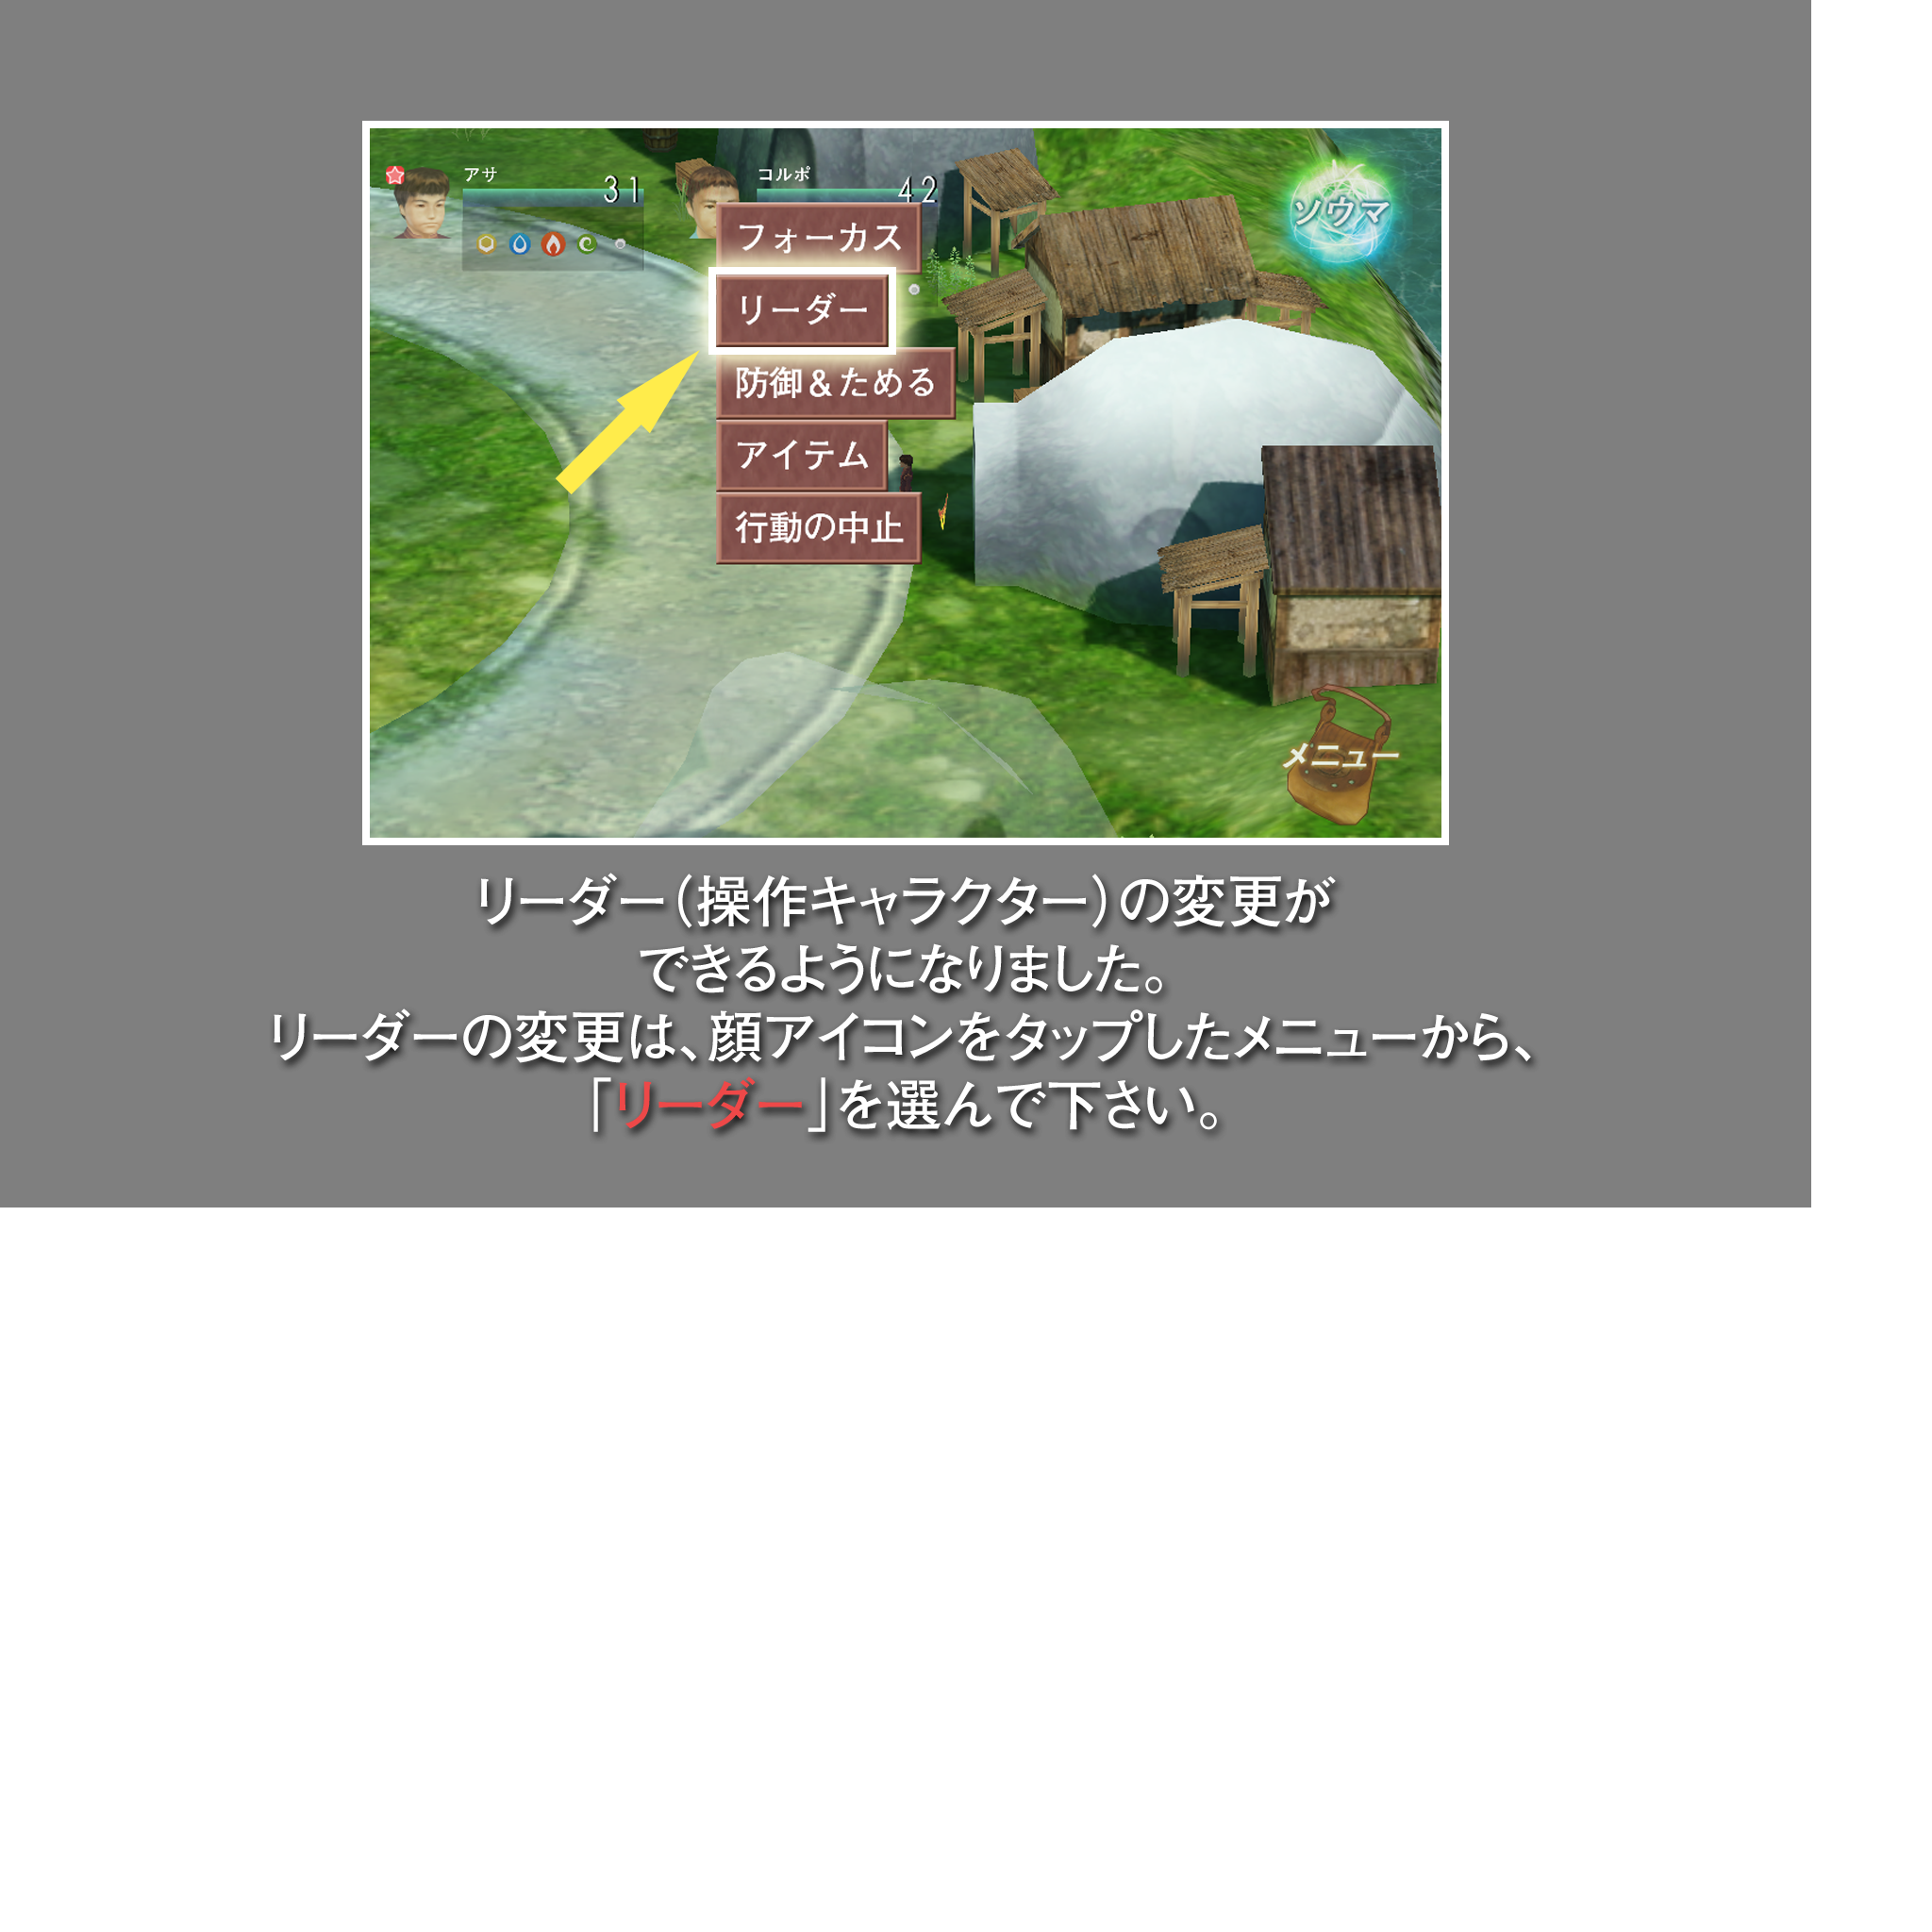 アサ
31
コルポ
42
ソウマ
フォーカス
リーダー
防御＆ためる
アイテム
行動の中止
メニュー
リーダー（操作キャラクター）の変更が
できるようになりました。
リーダーの変更は、顔アイコンをタップしたメニューから、
「リーダー」を選んで下さい。